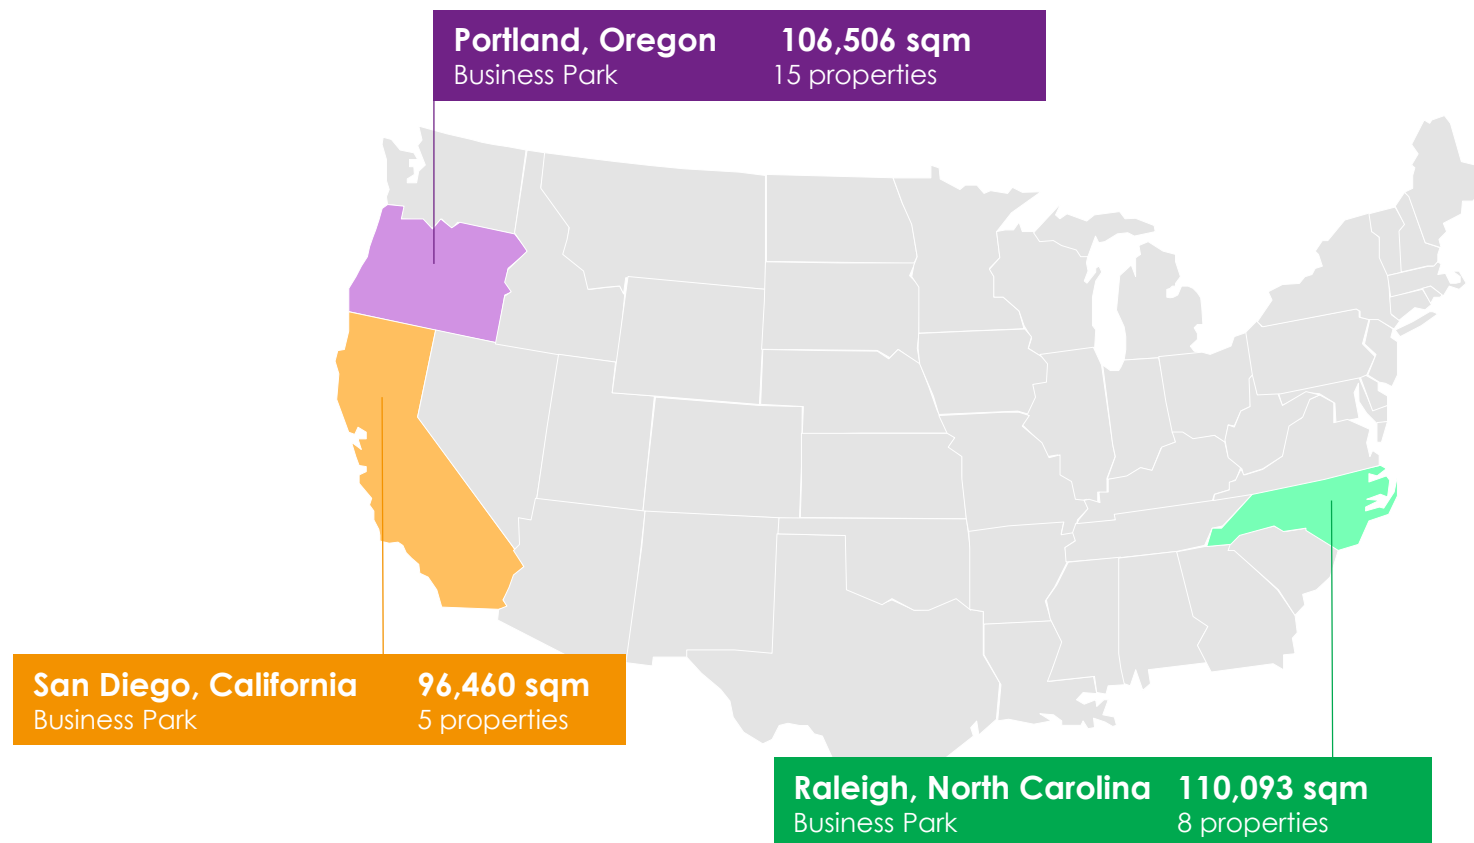 Portland, Oregon 106,506 sqm
Business Park 15 properties
San Diego, California 96,460 sqm
Business Park 5 properties
Raleigh, North Carolina 110,093 sqm
Business Park 8 properties